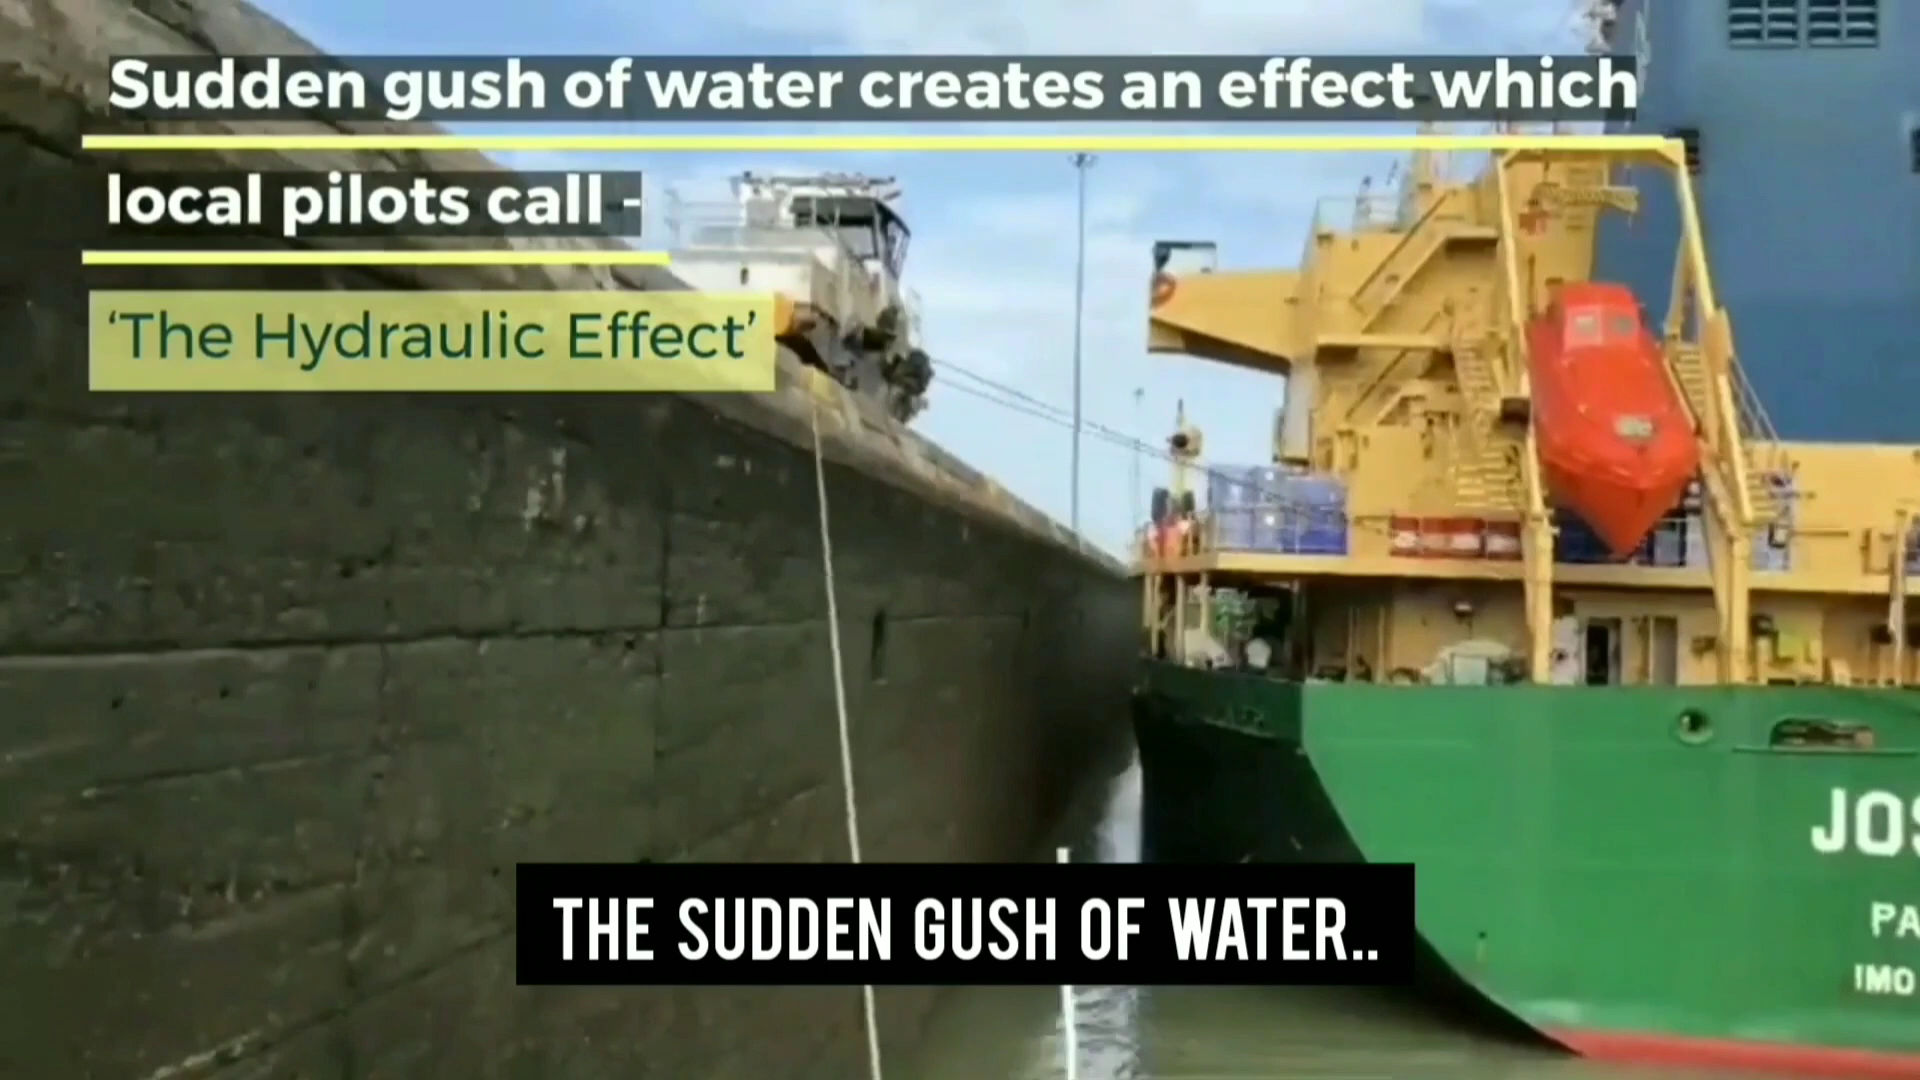 Sudden gush of water creates an effect which
local pilots call -
‘The Hydraulic Effect’
JOS
PA
IMO
THE SUDDEN GUSH OF WATER..